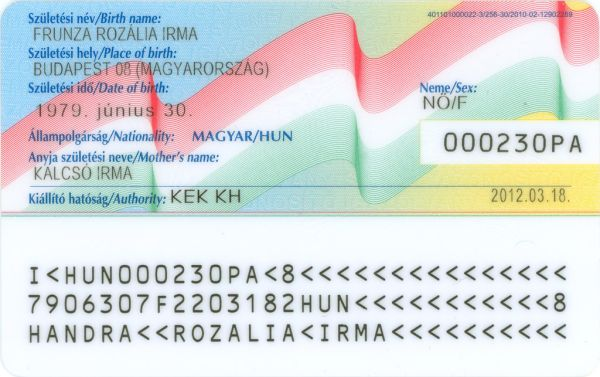 Születési név/Birth name:
401101000022-3/256-30/2010-02-12902269
FRUNZA ROZÁLIA IRMA
Születési hely/Place of birth:
BUDAPEST 08 (MAGYARORSZÁG)
Születési idő/Date of birth:
Neme/Sex:
1979. június 30.
NŐ/F
Állampolgárság/Nationality: MAGYAR/HUN
000230PA
Anyja születési neve/Mother's name:
KALCSÓ IRMA
Kiállító hatóság/Authority: KEK KH
2012.03.18.
I<HUN000230PA<8<<<<<<<<<<<<<<<
7906307F2203182HUN<<<<<<<<<<<8
HANDRA<<ROZALIA<IRMA<<<<<<<<<<